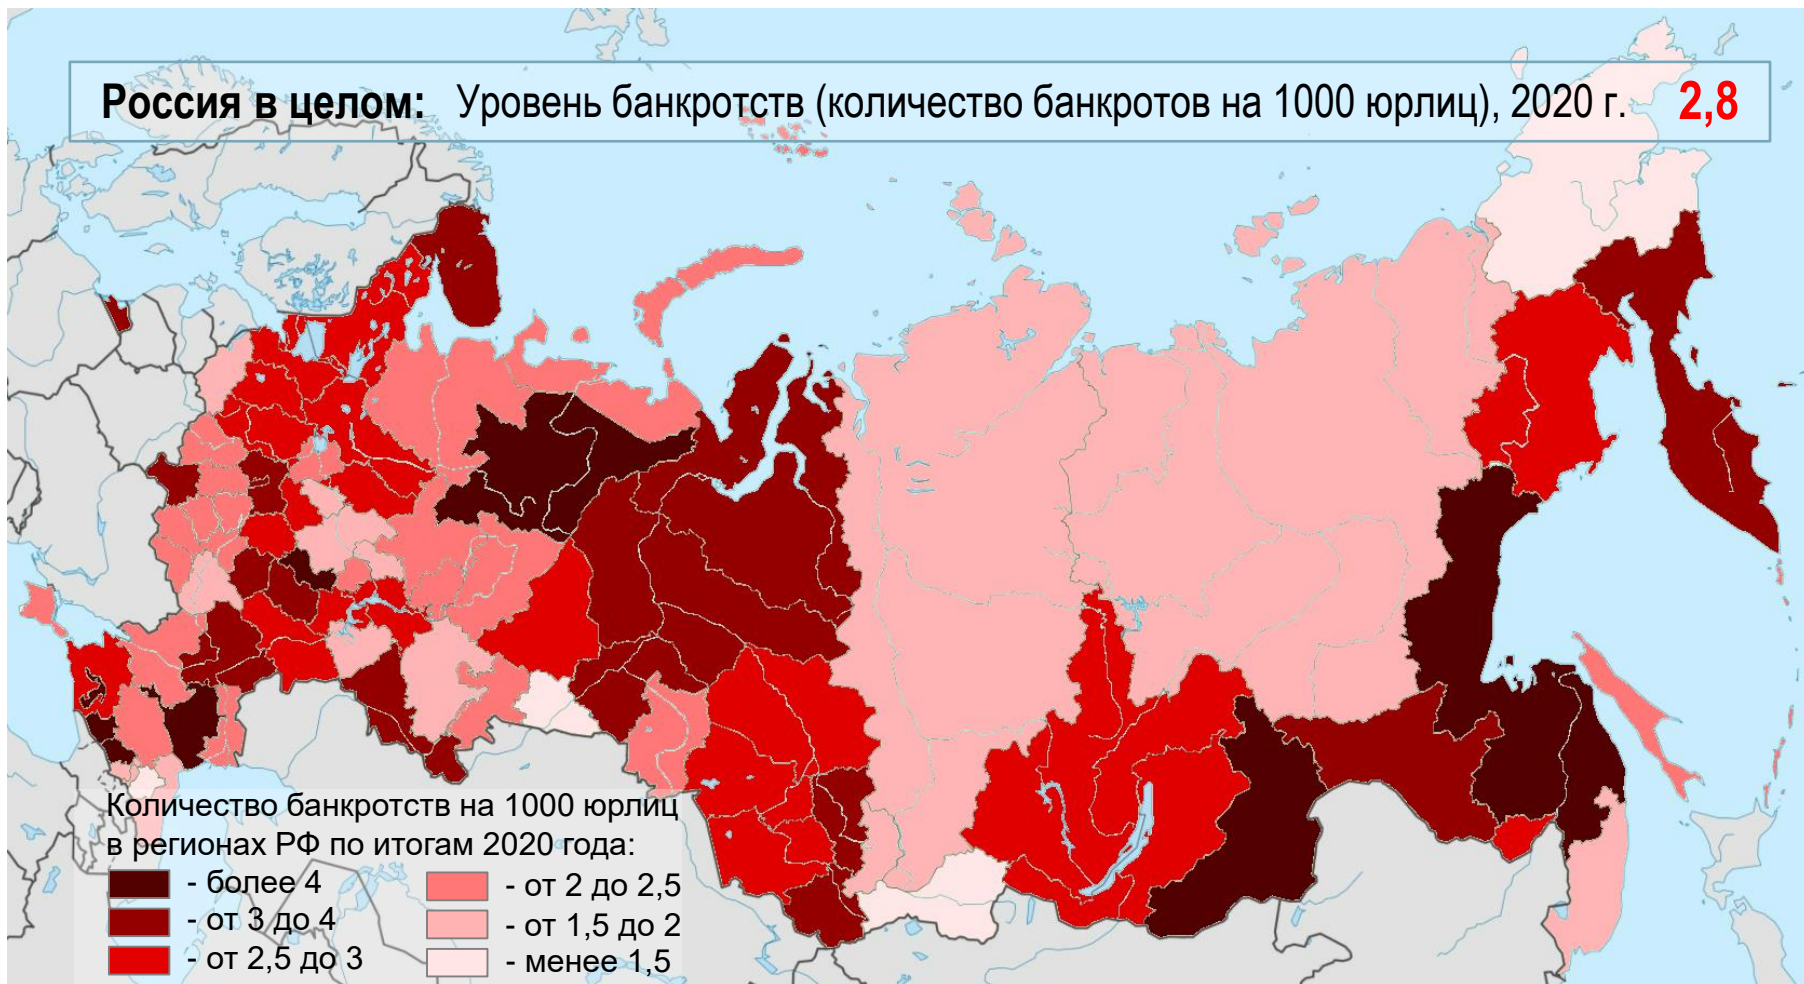 Россия в целом: Уровень банкротств (количество банкротов на 1000 юрлиц), 2020 г. 2,8
Количество банкротств на 1000 юрлиц
в регионах РФ по итогам 2020 года:
- более 4
- от 3 до 4
- от 2,5 до 3
- от 2 до 2,5
- от 1,5 до 2
- менее 1,5